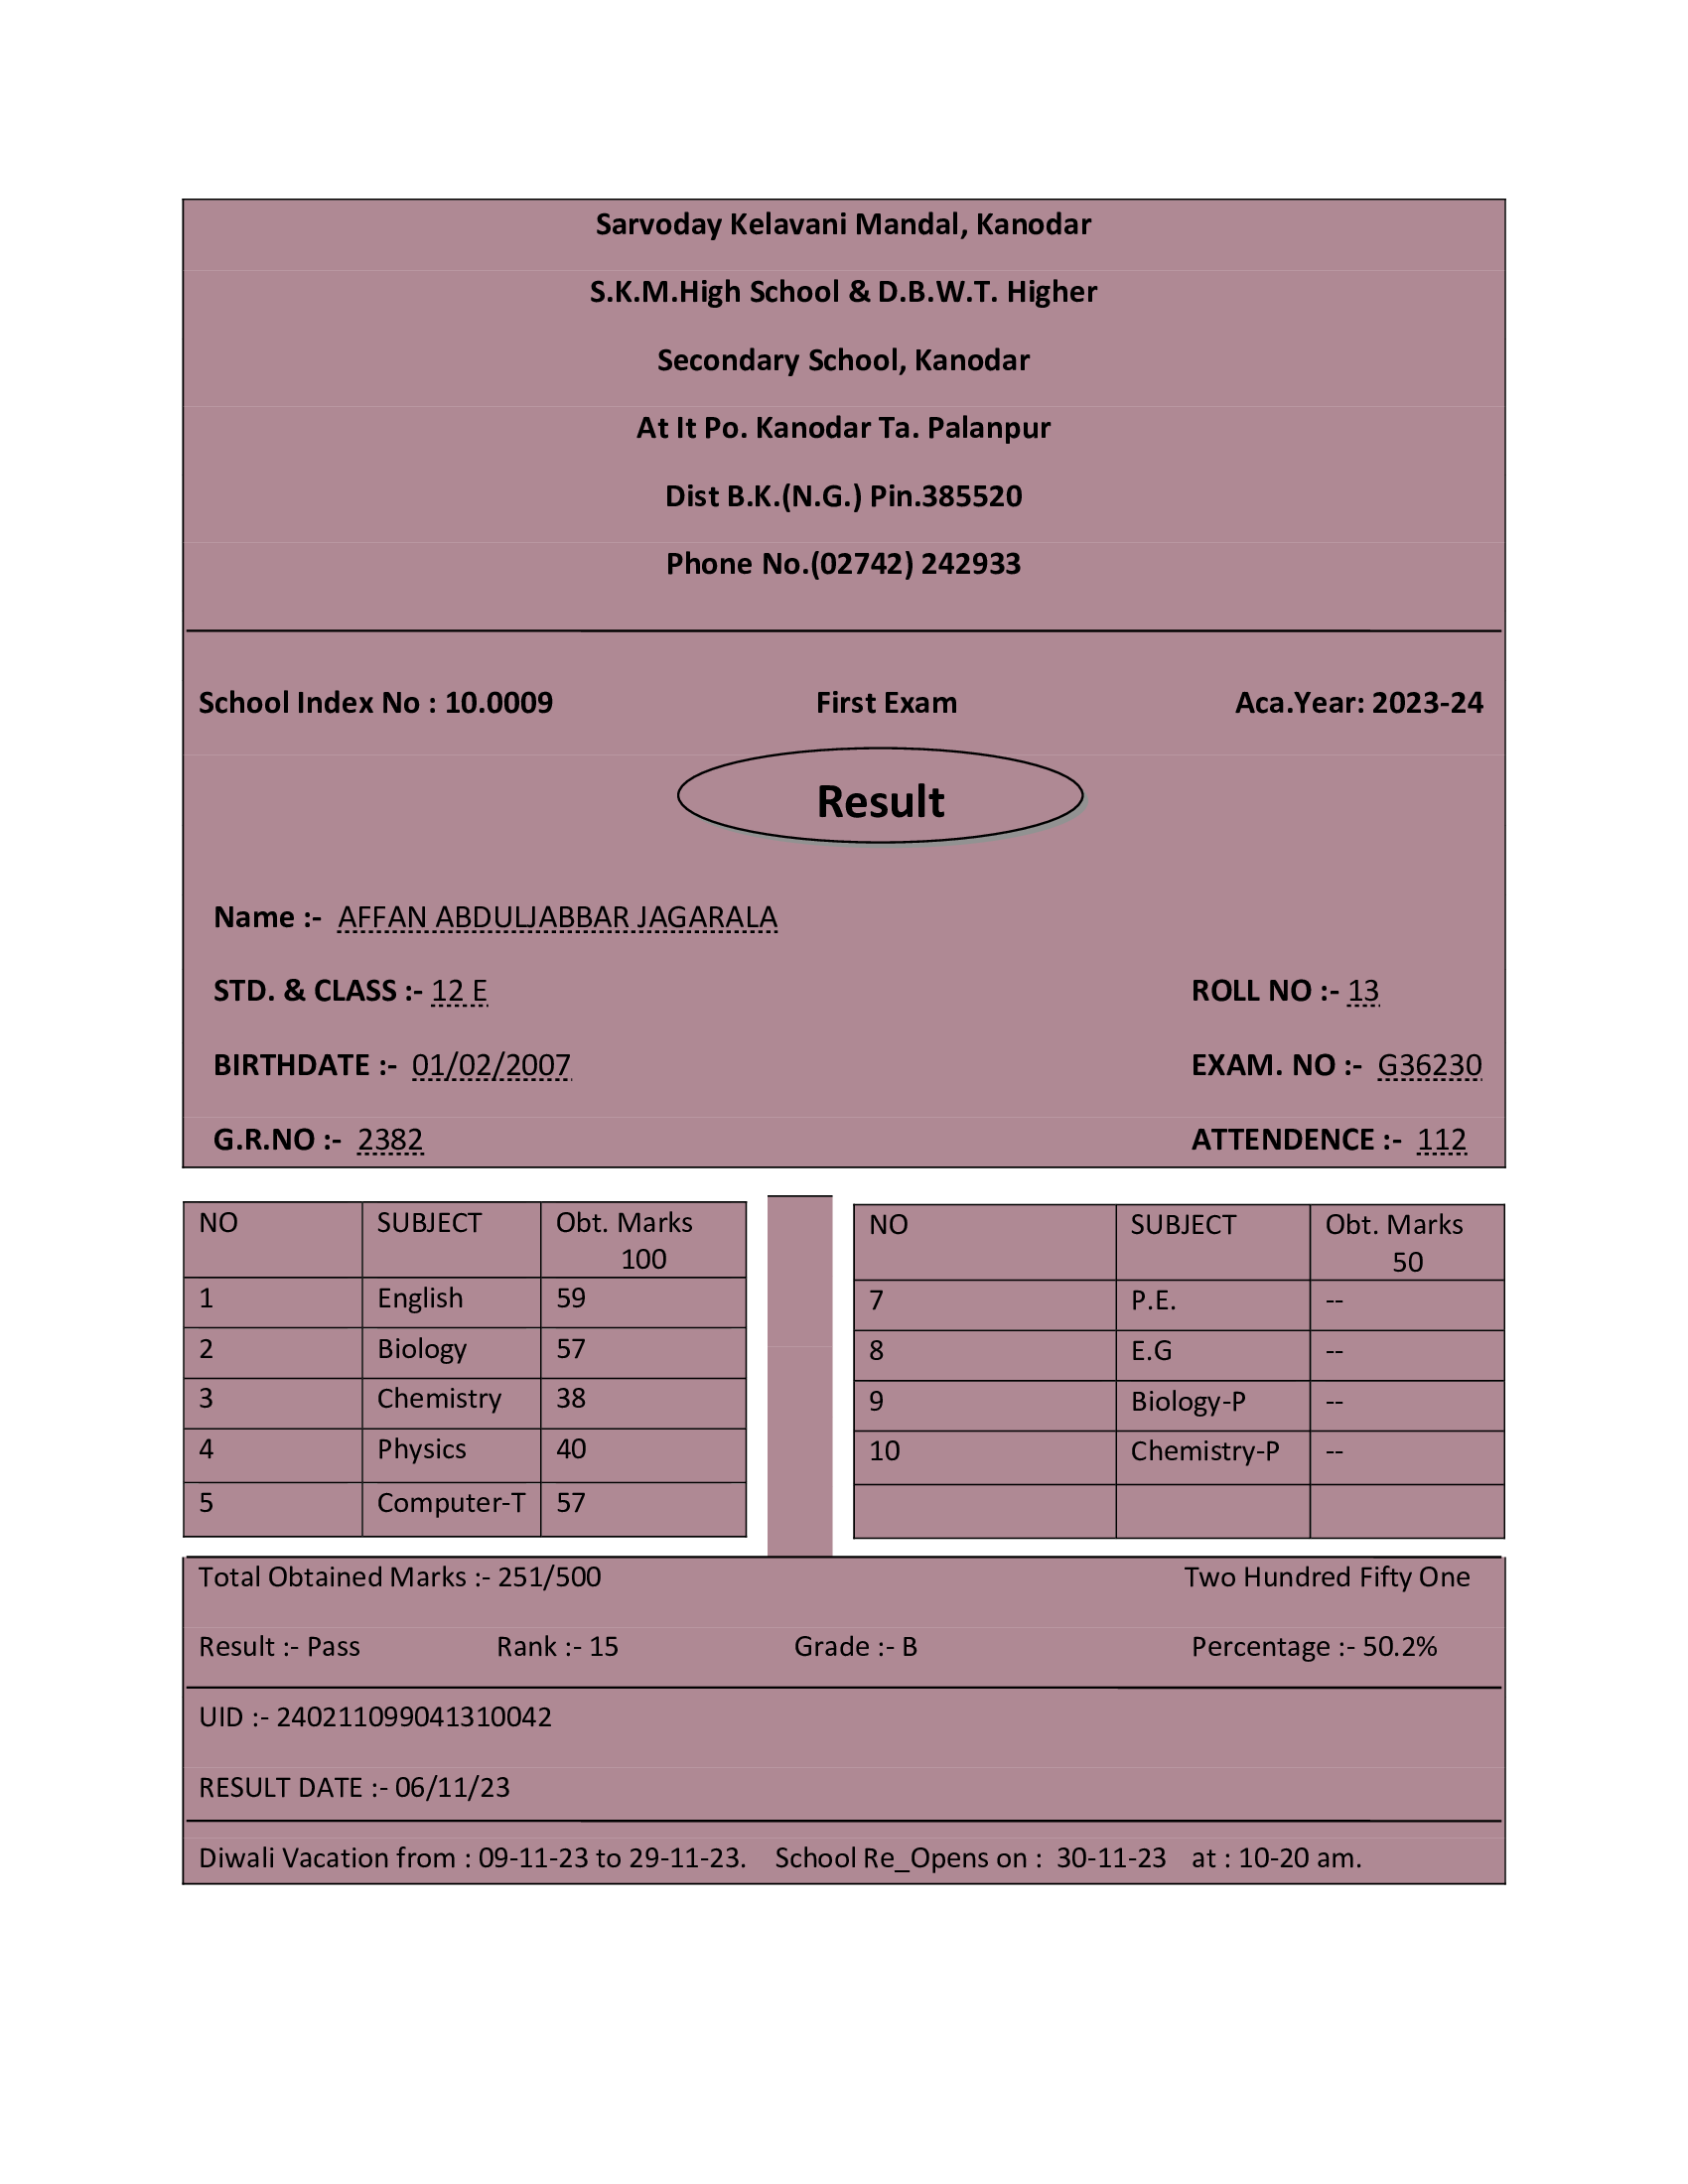 Sarvoday Kelavani Mandal, Kanodar
S.K.M.High School & D.B.W.T. Higher
Secondary School, Kanodar
At It Po. Kanodar Ta. Palanpur
Dist B.K.(N.G.) Pin.385520
Phone No.(02742) 242933
School Index No : 10.0009 First Exam Aca.Year: 2023-24
Result
Name :- AFFAN ABDULJABBAR JAGARALA
STD. & CLASS :- 12 E ROLL NO :- 13
BIRTHDATE :- 01/02/2007 EXAM. NO :- G36230
G.R.NO :- 2382 ATTENDENCE :- 112
NO SUBJECT Obt. Marks
100
1 English 59
2 Biology 57
3 Chemistry 38
4 Physics 40
5 Computer-T 57
NO SUBJECT Obt. Marks
50
7 P.E. --
8 E.G --
9 Biology-P --
10 Chemistry-P --
Total Obtained Marks :- 251/500 Two Hundred Fifty One
Result :- Pass Rank :- 15 Grade :- B Percentage :- 50.2%
UID :- 240211099041310042
RESULT DATE :- 06/11/23
Diwali Vacation from : 09-11-23 to 29-11-23. School Re_Opens on : 30-11-23 at : 10-20 am.